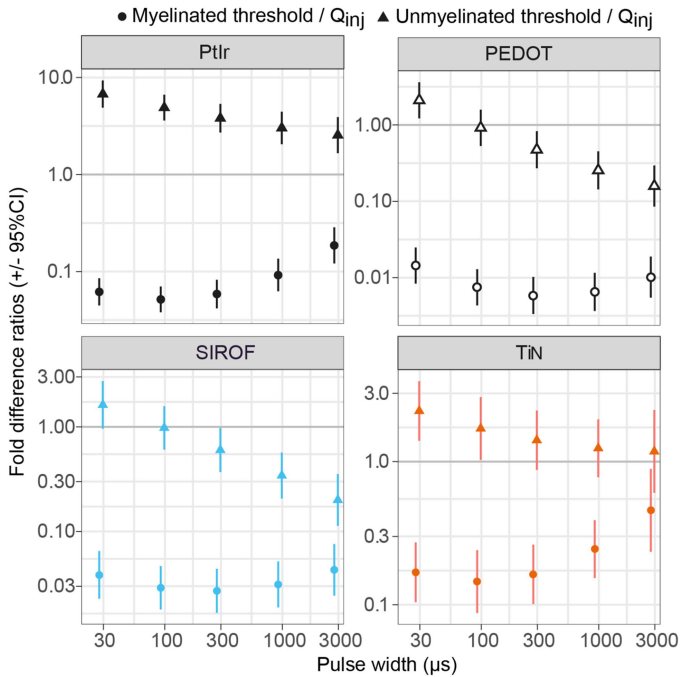 ● Myelinated threshold / Qinj ▲ Unmyelinated threshold / Qinj
PtIr PEDOT
10.0
1.0
0.1
1.00
0.10
0.01
SIROF TiN
3.00
1.00
0.30
0.10
0.03
3.0
1.0
0.3
0.1
30 100 300 1000 3000 30 100 300 1000 3000
Pulse width (µs)
Fold difference ratios (+/- 95%CI)